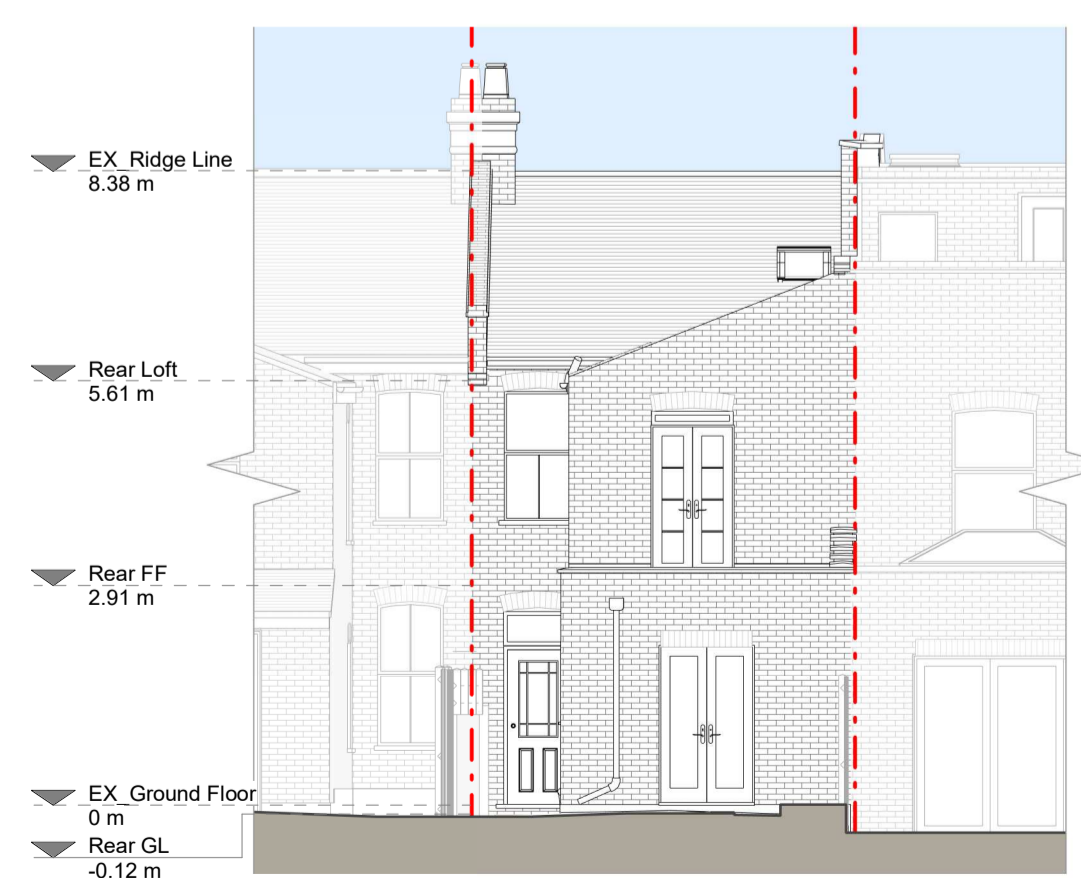 EX_Ridge Line
8.38 m
Rear Loft
5.61 m
Rear FF
2.91 m
EX_Ground Floor
0 m
Rear GL
-0.12 m